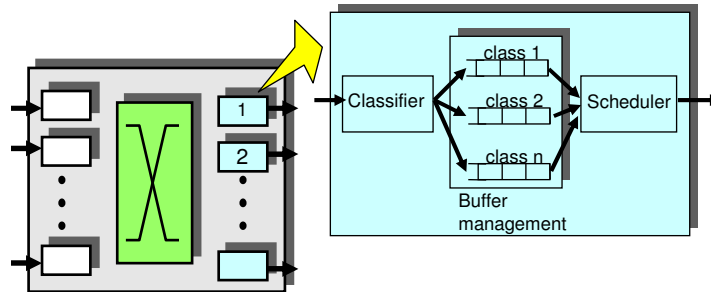 1
2
Classifier
class 1
class 2
class n
Scheduler
Buffer
management